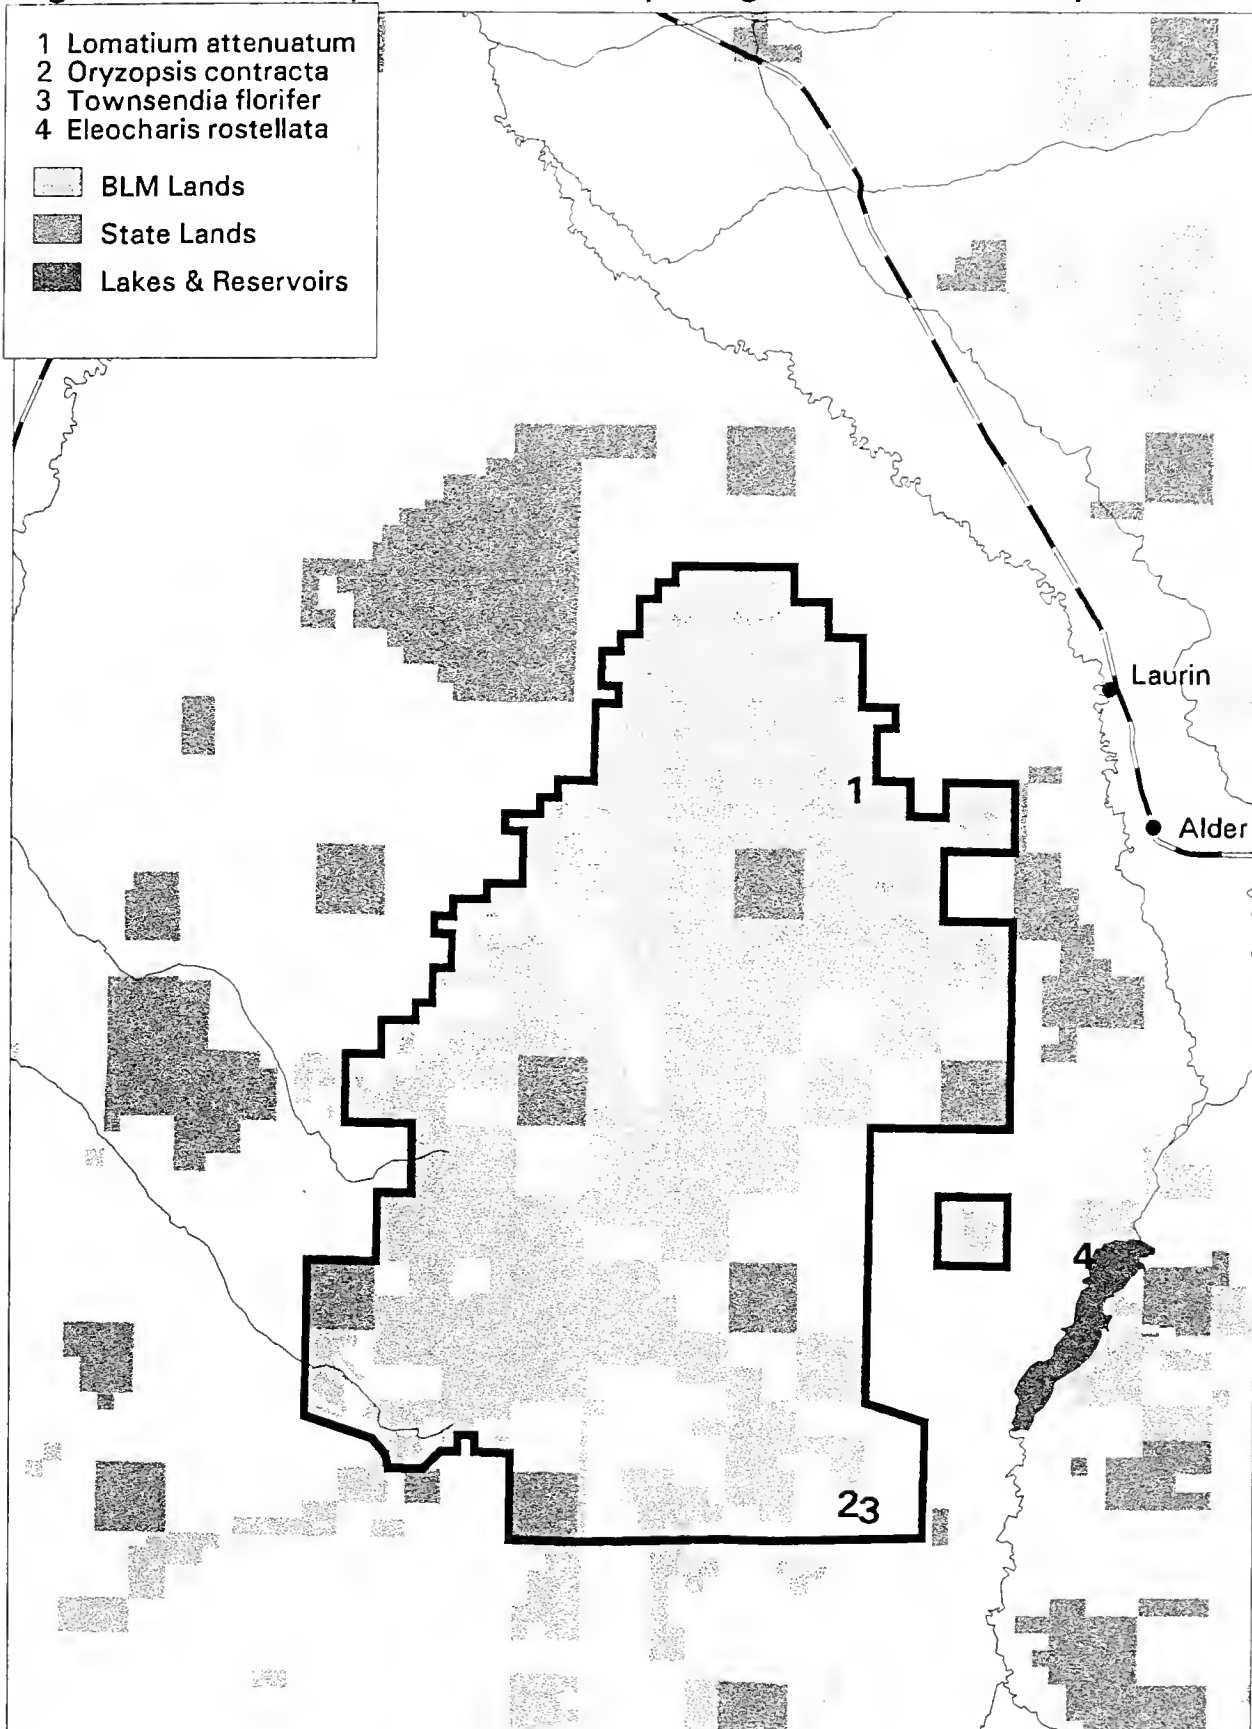 1 Lomatium attenuatum
2 Oryzopsis contracta
3 Townsendia florifer
4 Eleocharis rostellata
BLM Lands
State Lands
Lakes & Reservoirs
Laurin
1
Alder
4
23